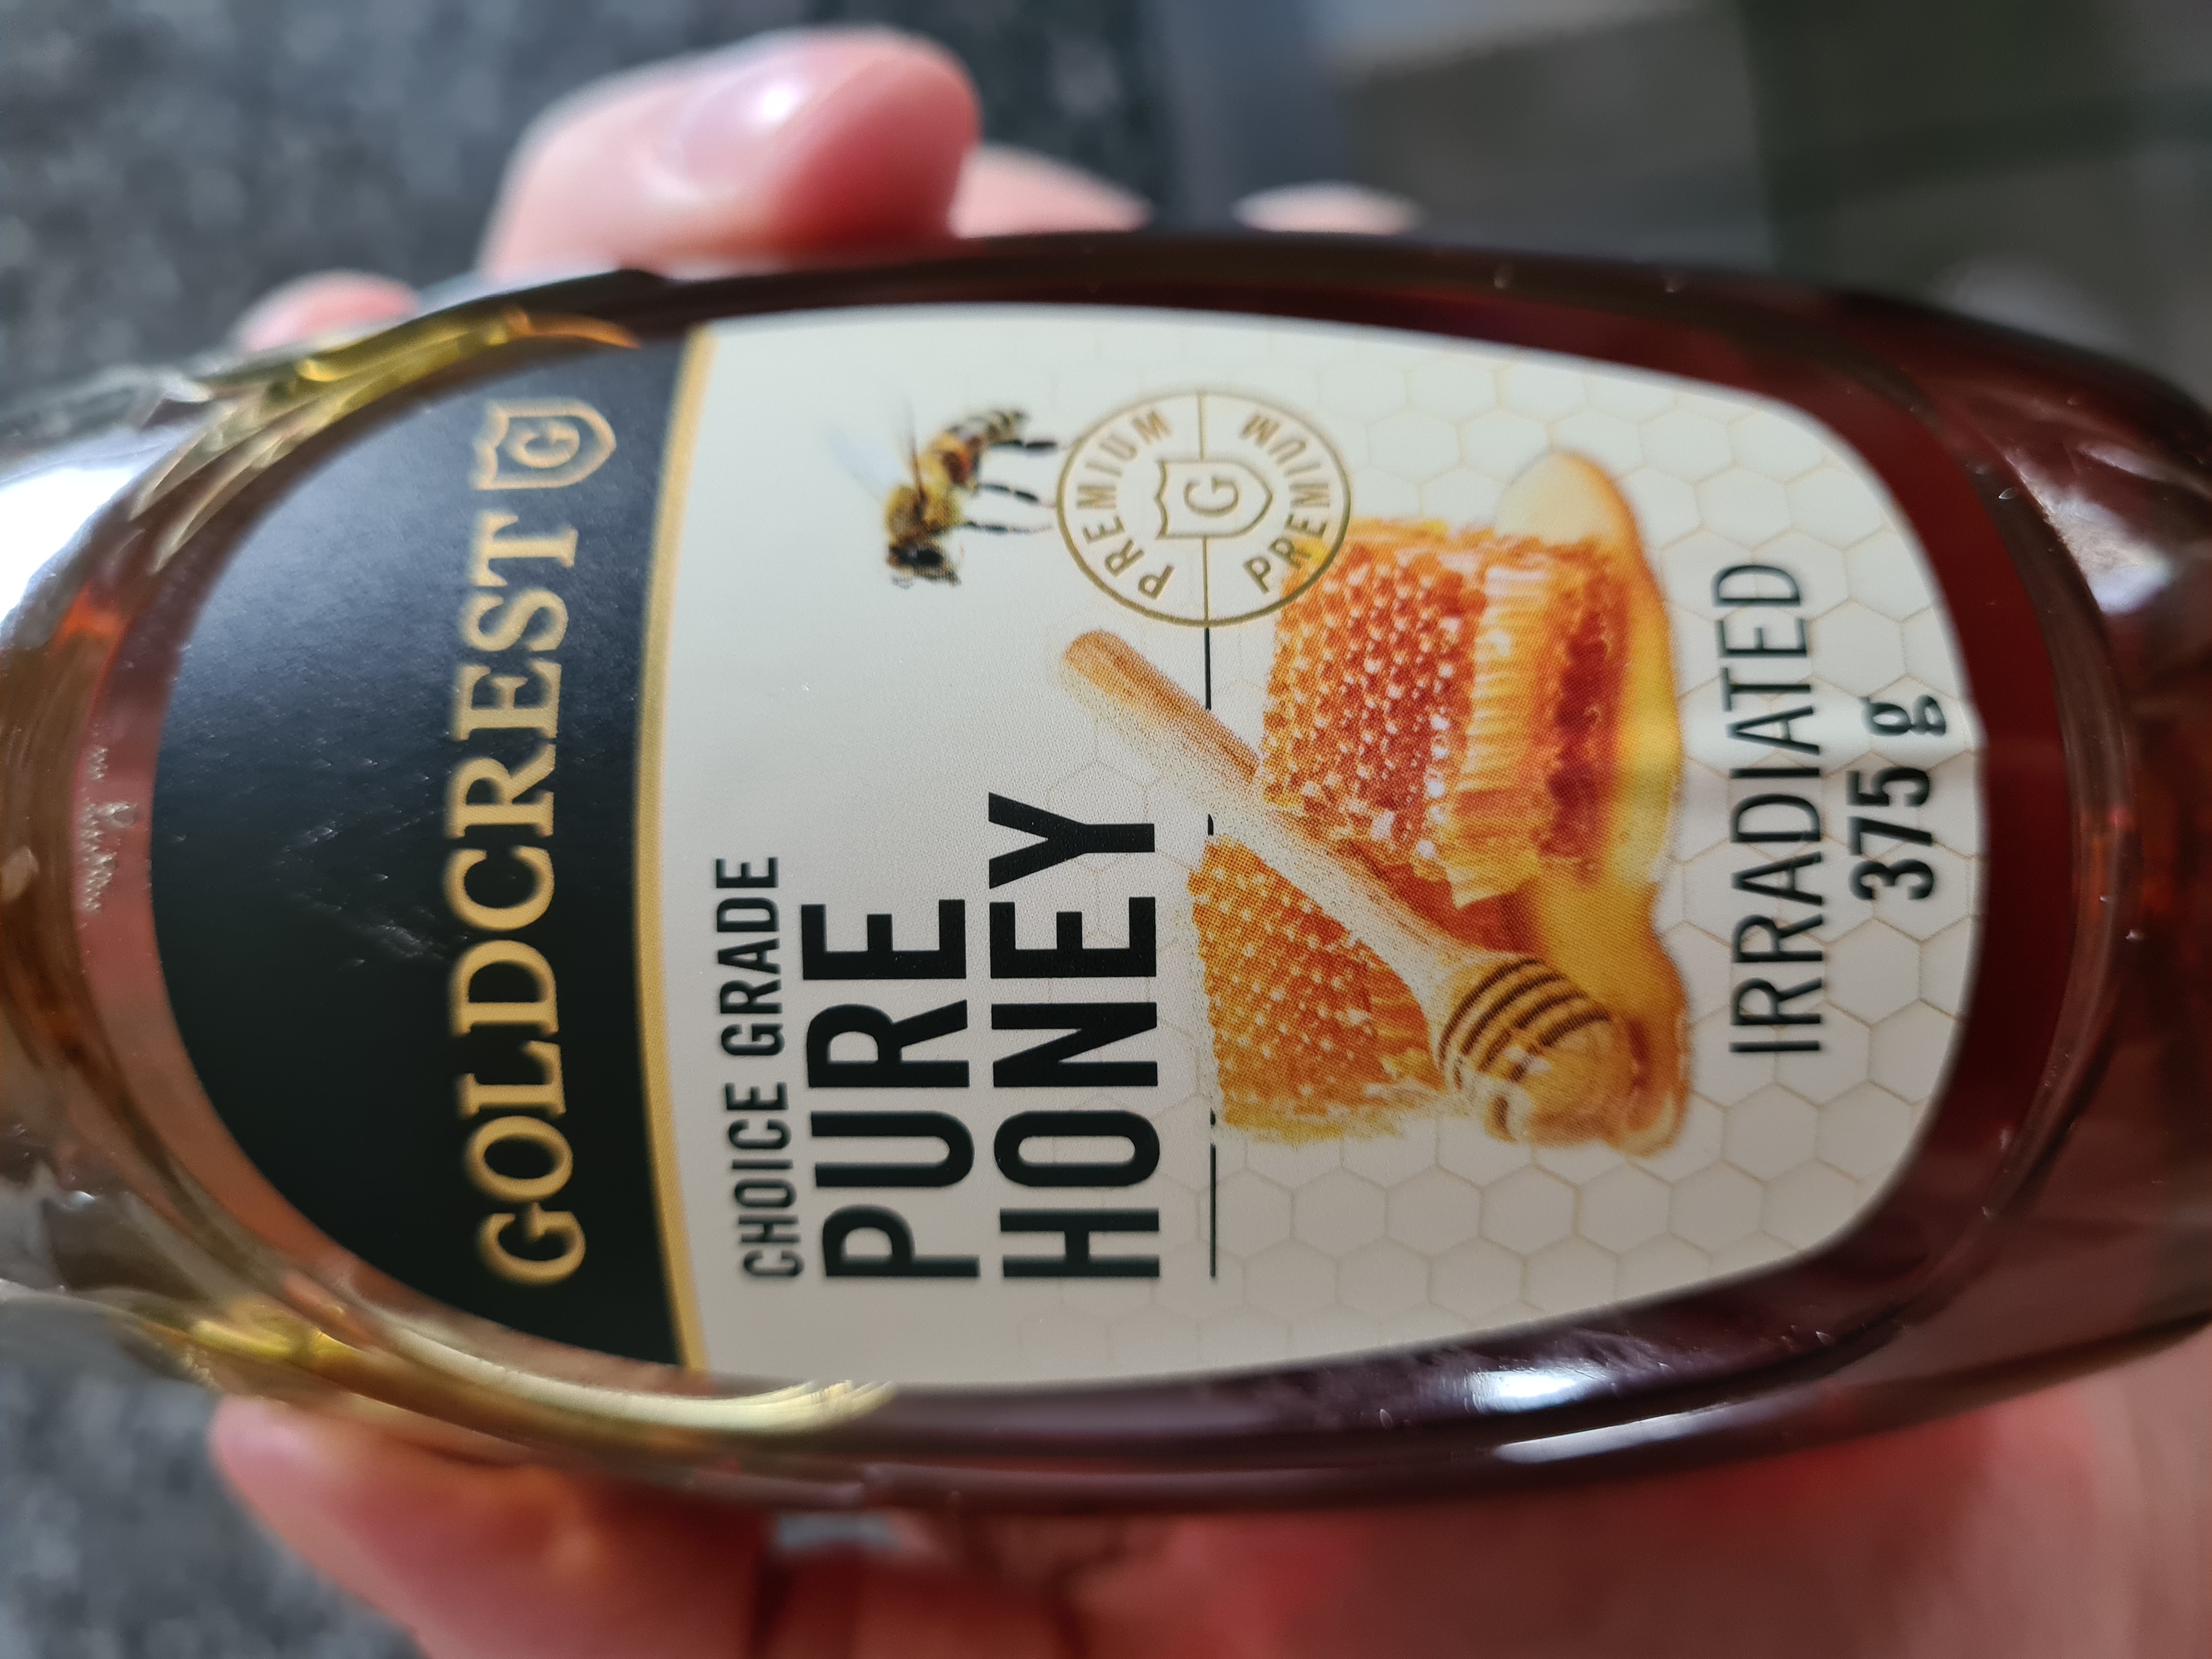 GOLDCREST G
CHOICE GRADE
PURE
HONEY
PREMIUM
G
PREMIUM
IRRADIATED
375 g